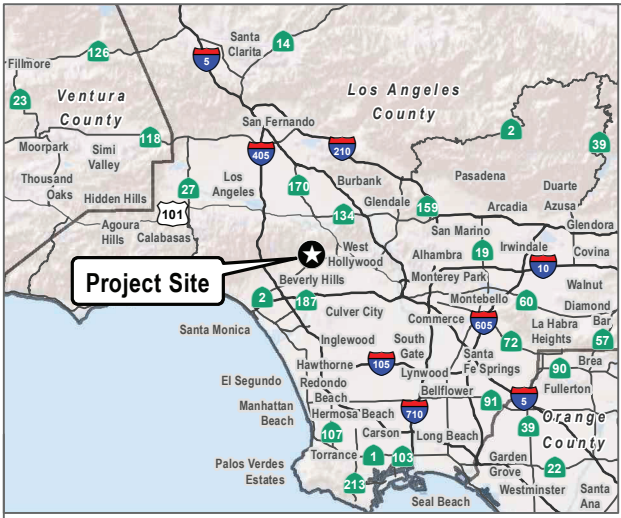 Santa
Clarita
14
5
126
Fillmore
23
Ventura
County
Los Angeles
County
San Fernando
118
Moorpark
Simi
Valley
405
210
2
39
Thousand
Oaks
Hidden Hills
27
Los
Angeles
170
Burbank
Pasadena
Duarte
Azusa
101
134
Glendale
159
Arcadia
Glendora
Agoura
Hills
Calabasas
West
Hollywood
San Marino
Alhambra
19
Irwindale
Covina
10
Project Site
Beverly Hills
Monterey Park
Walnut
2
187
Culver City
Montebello
60
Diamond
Bar
Commerce
605
Santa Monica
Inglewood
South
Gate
72
La Habra
Heights
57
Hawthorne
105
Lynwood
Santa
Fe Springs
90
Brea
El Segundo
Redondo
Beach
Bellflower
91
5
Fullerton
Manhattan
Beach
Hermosa Beach
710
Orange
County
107
Carson
Long Beach
39
Torrance
1
103
Garden
Grove
22
Palos Verdes
Estates
213
Westminster
Santa
Ana
Seal Beach